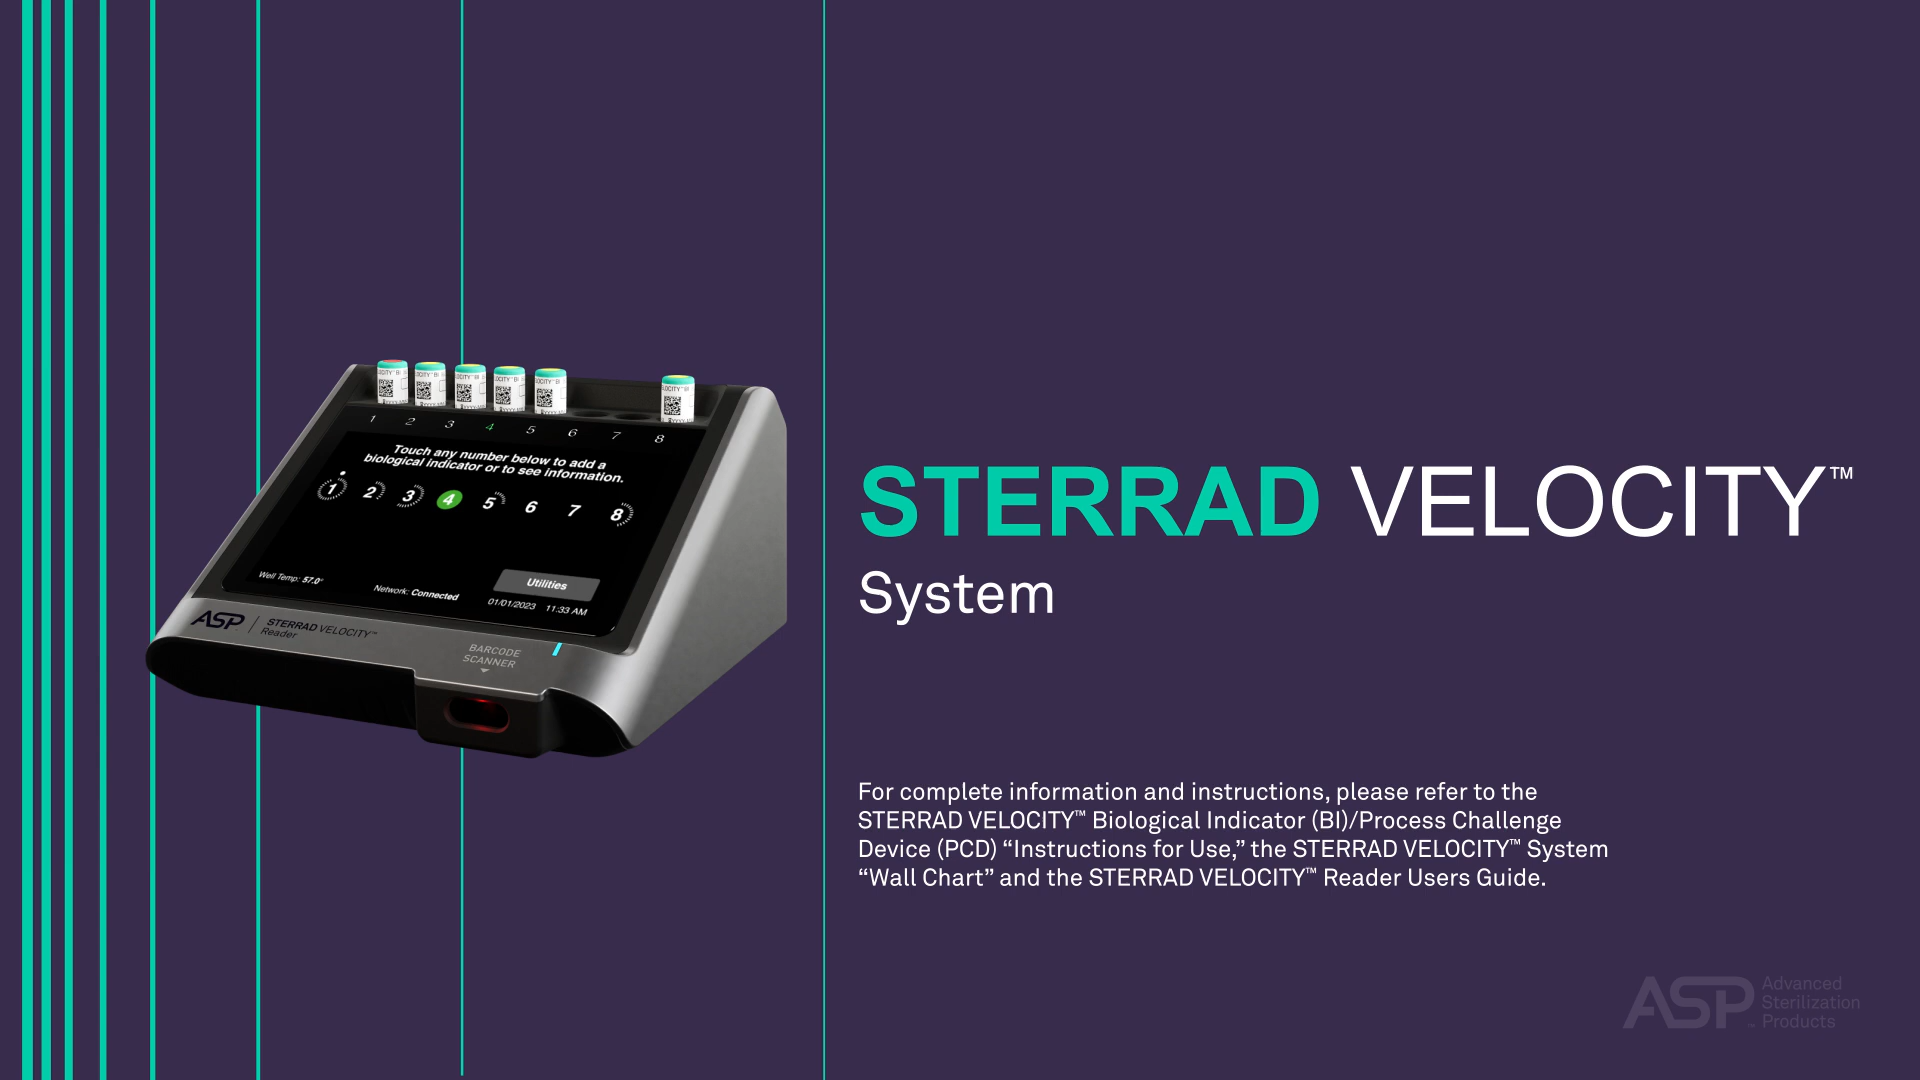 1 2 3 4 5 6 7 8
Touch any number below to add a
biological indicator or to see information.
1 2 3 4 5 6 7 8
Well Temp: 57.0°
Network: Connected
Utilities
01/01/2023 11:33 AM
ASP
STERRAD VELOCITY™
Reader
BARCODE
SCANNER
STERRAD VELOCITY™
System
For complete information and instructions, please refer to the
STERRAD VELOCITY™ Biological Indicator (BI)/Process Challenge
Device (PCD) “Instructions for Use,” the STERRAD VELOCITY™ System
“Wall Chart” and the STERRAD VELOCITY™ Reader Users Guide.
ASP™
Advanced
Sterilization
Products